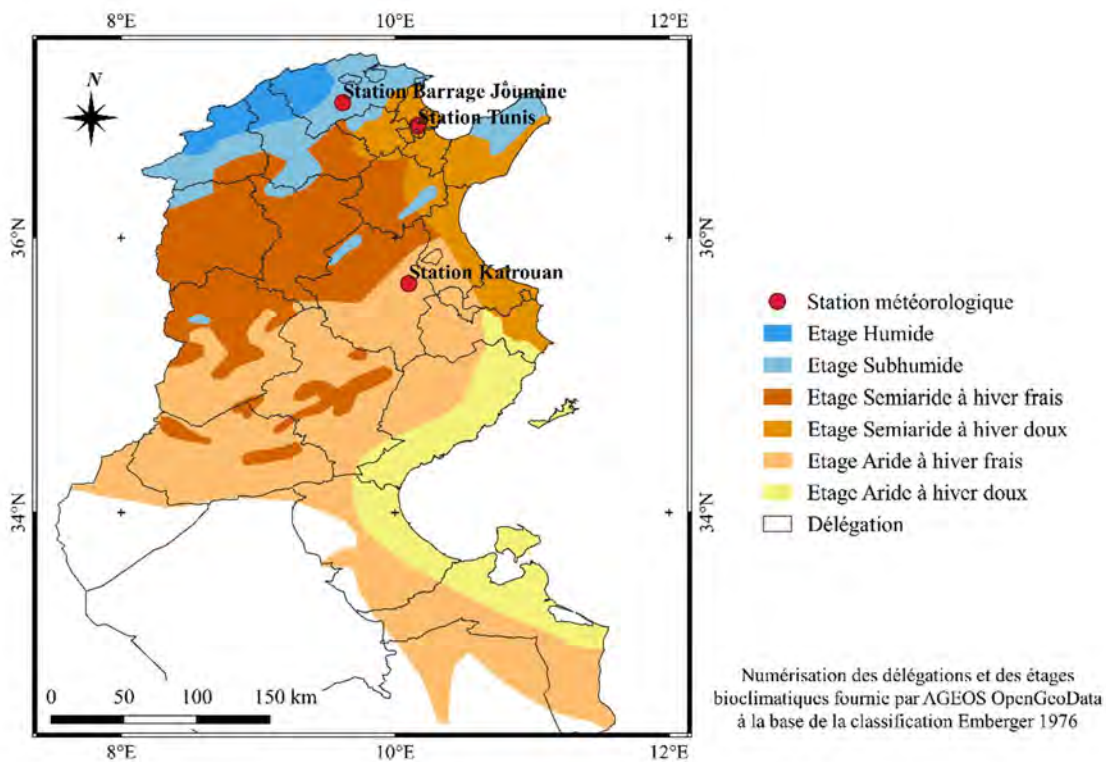 8°E 10°E 12°E
N
Station Barrage Joumine
Station Tunis
36°N 36°N
Station Kairouan
Station météorologique
Etage Humide
Etage Subhumide
Etage Semiaride à hiver frais
Etage Semiaride à hiver doux
Etage Aride à hiver frais
Etage Aride à hiver doux
Délégation
34°N 34°N
Numérisation des délégations et des étages
bioclimatiques fournie par AGEOS OpenGeoData
à la base de la classification Emberger 1976
0 50 100 150 km
8°E 10°E 12°E